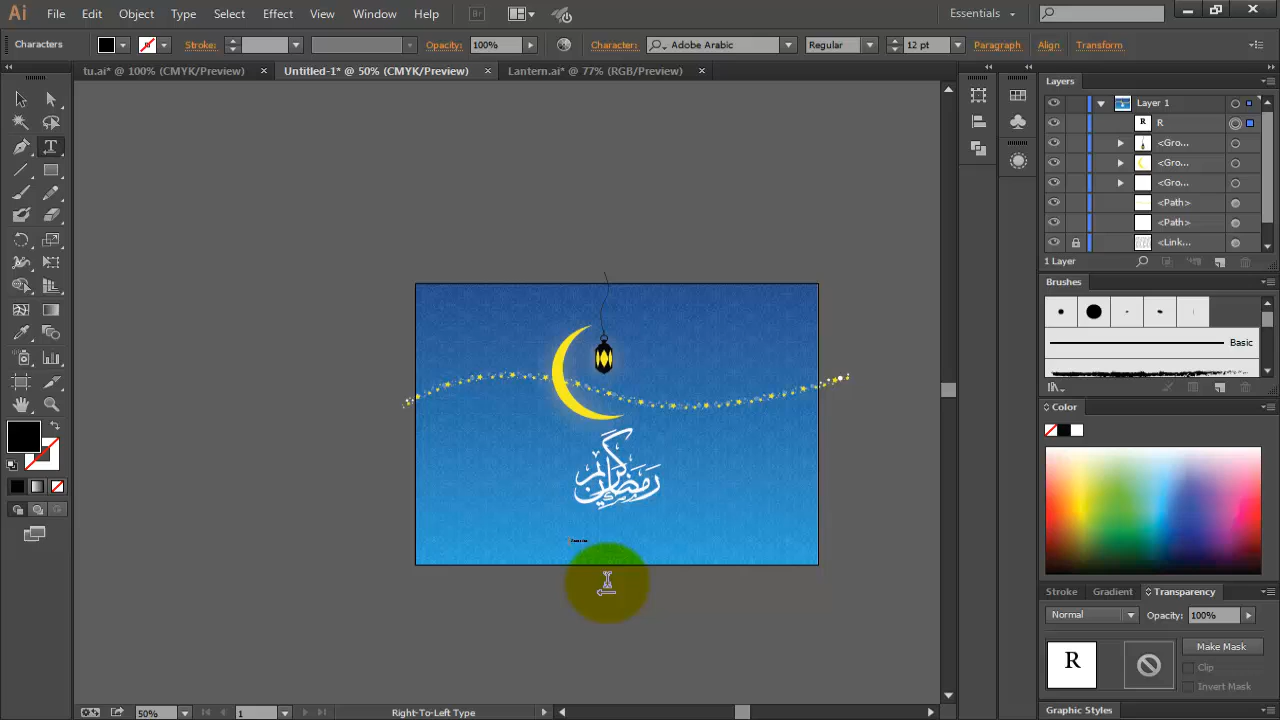 Ai File Edit Object Type Select Effect View Window Help Br Essentials
Characters Stroke: Opacity: 100% Character: Adobe Arabic Regular 12 pt Paragraph Align Transform
tu.ai* @ 100% (CMYK/Preview) Untitled-1* @ 50% (CMYK/Preview) Lantern.ai* @ 77% (RGB/Preview)
Layers
Layer 1
R R
<Gro...
<Gro...
<Gro...
<Path>
<Path>
<Link...
1 Layer
Brushes
Basic
Color
رمضان كريم
Stroke Gradient Transparency
Normal Opacity: 100%
R
Make Mask
Clip
Invert Mask
Graphic Styles
50% 1 Right-To-Left Type